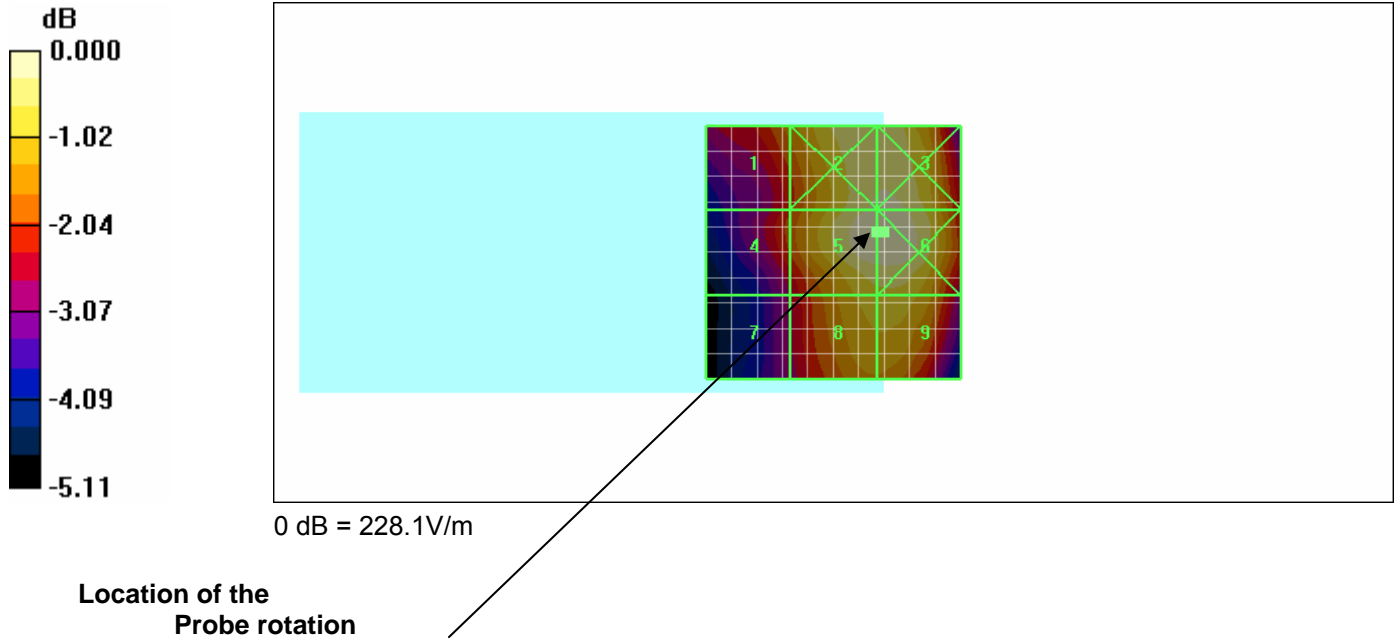 dB
0.000
-1.02
-2.04
-3.07
-4.09
-5.11
1 2 3
4 5 6
7 8 9
0 dB = 228.1V/m
Location of the
Probe rotation